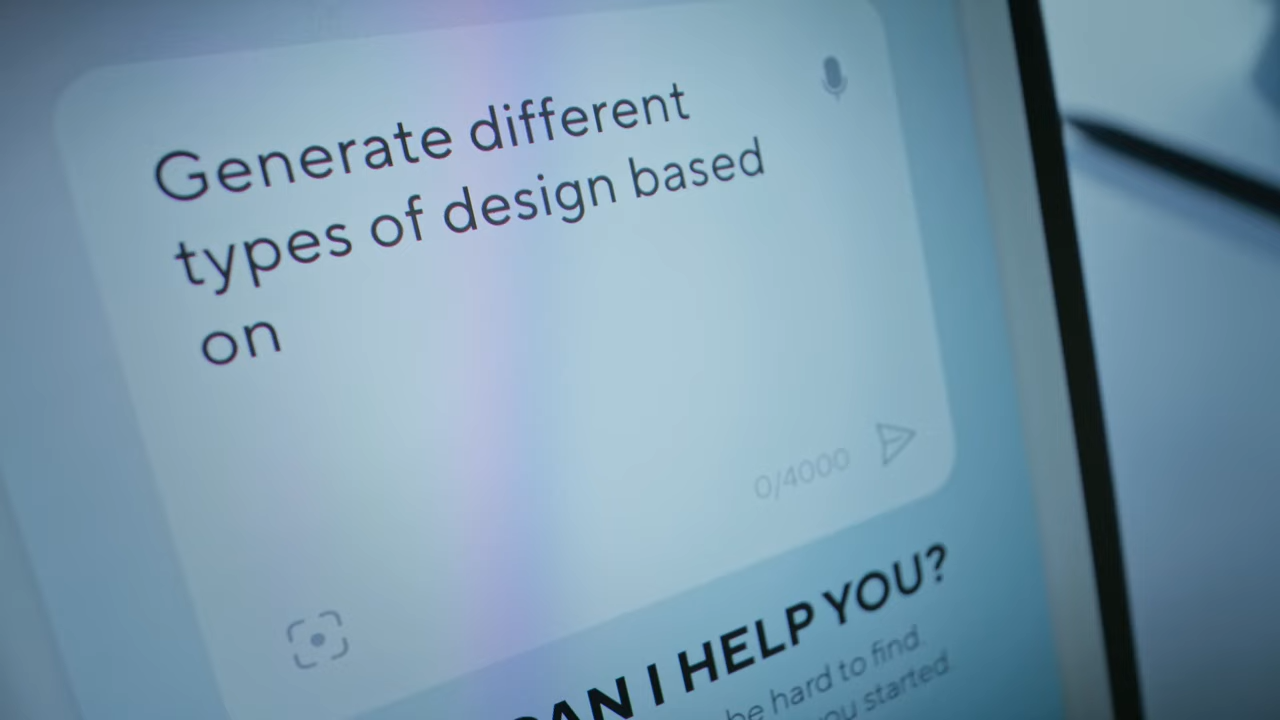 Generate different
types of design based
on
0/4000
AN I HELP YOU?
be hard to find.
you started.